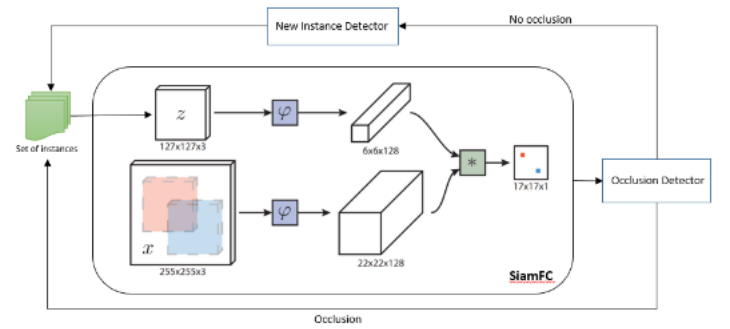 New Instance Detector
No occlusion
z
φ
127x127x3
6x6x128
Set of instances
*
17x17x1
Occlusion Detector
x
φ
255x255x3
22x22x128
SiamFC
Occlusion